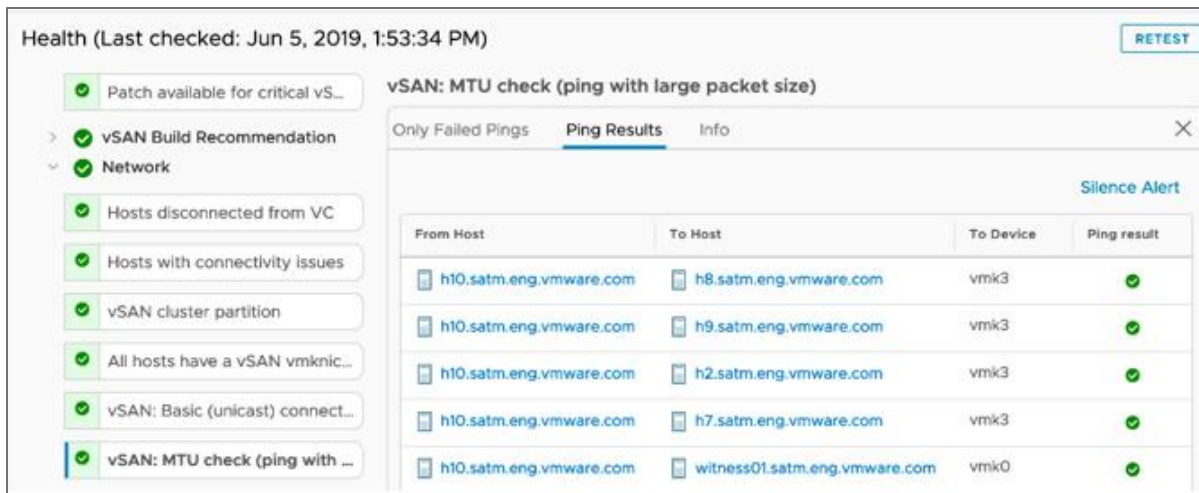 Health (Last checked: Jun 5, 2019, 1:53:34 PM)
RETEST
Patch available for critical vS...
vSAN Build Recommendation
Network
Hosts disconnected from VC
Hosts with connectivity issues
vSAN cluster partition
All hosts have a vSAN vmknic...
vSAN: Basic (unicast) connect...
vSAN: MTU check (ping with ...
vSAN: MTU check (ping with large packet size)
Only Failed Pings Ping Results Info
Silence Alert
From Host To Host To Device Ping result
h10.satm.eng.vmware.com h8.satm.eng.vmware.com vmk3
h10.satm.eng.vmware.com h9.satm.eng.vmware.com vmk3
h10.satm.eng.vmware.com h2.satm.eng.vmware.com vmk3
h10.satm.eng.vmware.com h7.satm.eng.vmware.com vmk3
h10.satm.eng.vmware.com witness01.satm.eng.vmware.com vmk0